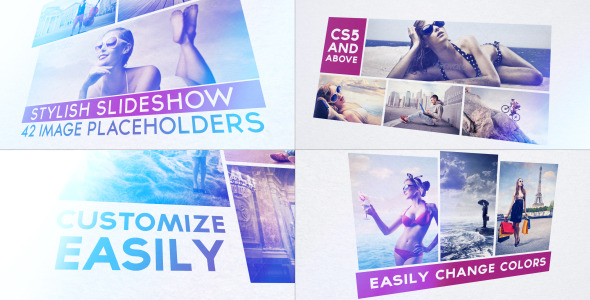 STYLISH SLIDESHOW
42 IMAGE PLACEHOLDERS
CS5
AND
ABOVE
CUSTOMIZE
EASILY
EASILY CHANGE COLORS